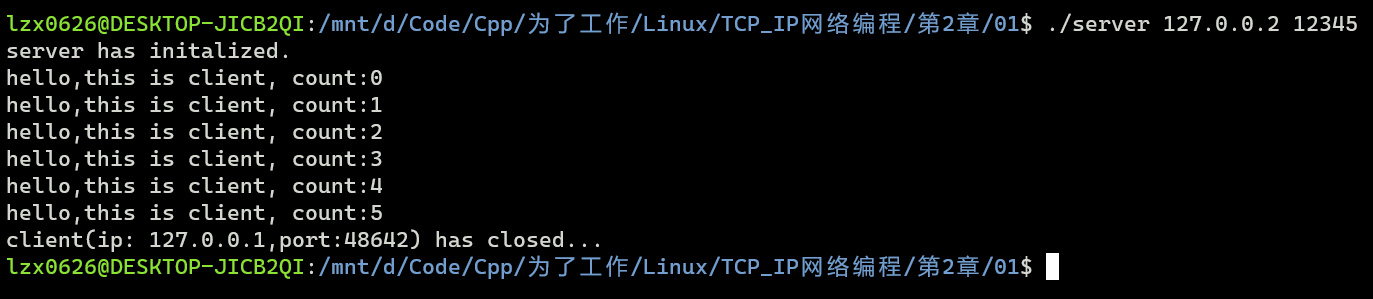 lzx0626@DESKTOP-JICB2QI:/mnt/d/Code/Cpp/为了工作/Linux/TCP_IP网络编程/第2章/01$ ./server 127.0.0.2 12345
server has initalized.
hello,this is client, count:0
hello,this is client, count:1
hello,this is client, count:2
hello,this is client, count:3
hello,this is client, count:4
hello,this is client, count:5
client(ip: 127.0.0.1,port:48642) has closed...
lzx0626@DESKTOP-JICB2QI:/mnt/d/Code/Cpp/为了工作/Linux/TCP_IP网络编程/第2章/01$